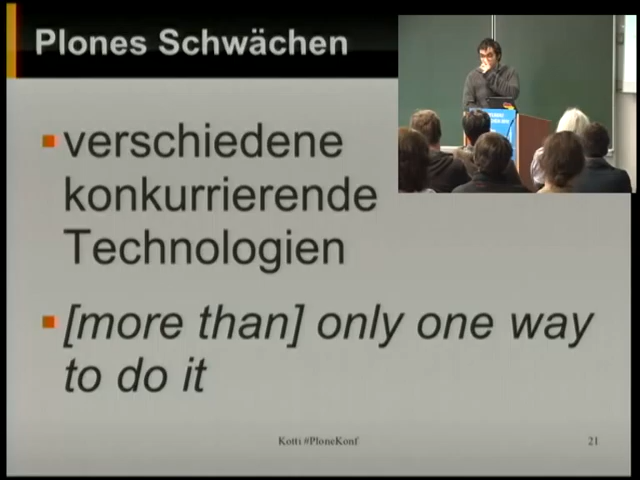 Plones Schwächen
verschiedene
konkurrierende
Technologien
[more than] only one way
to do it
Kotti #PloneKonf
21